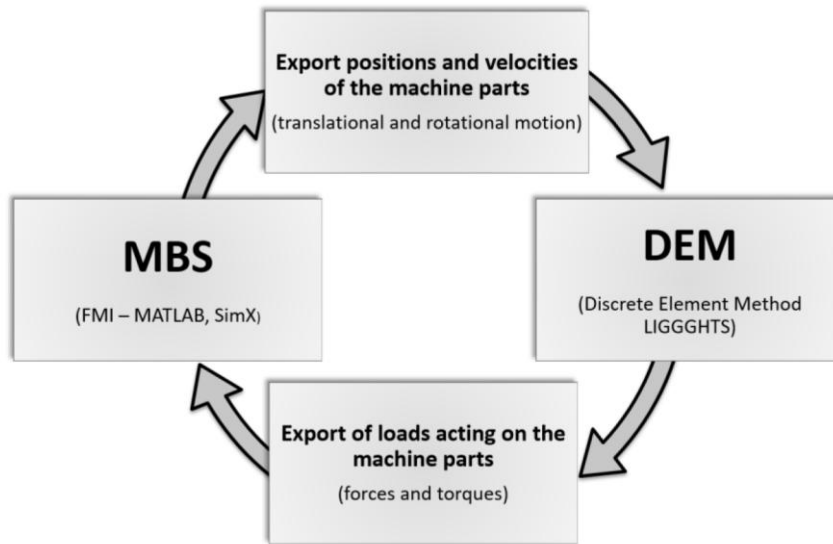 Export positions and velocities
of the machine parts
(translational and rotational motion)
MBS
(FMI – MATLAB, SimX)
DEM
(Discrete Element Method
LIGGGHTS)
Export of loads acting on the
machine parts
(forces and torques)